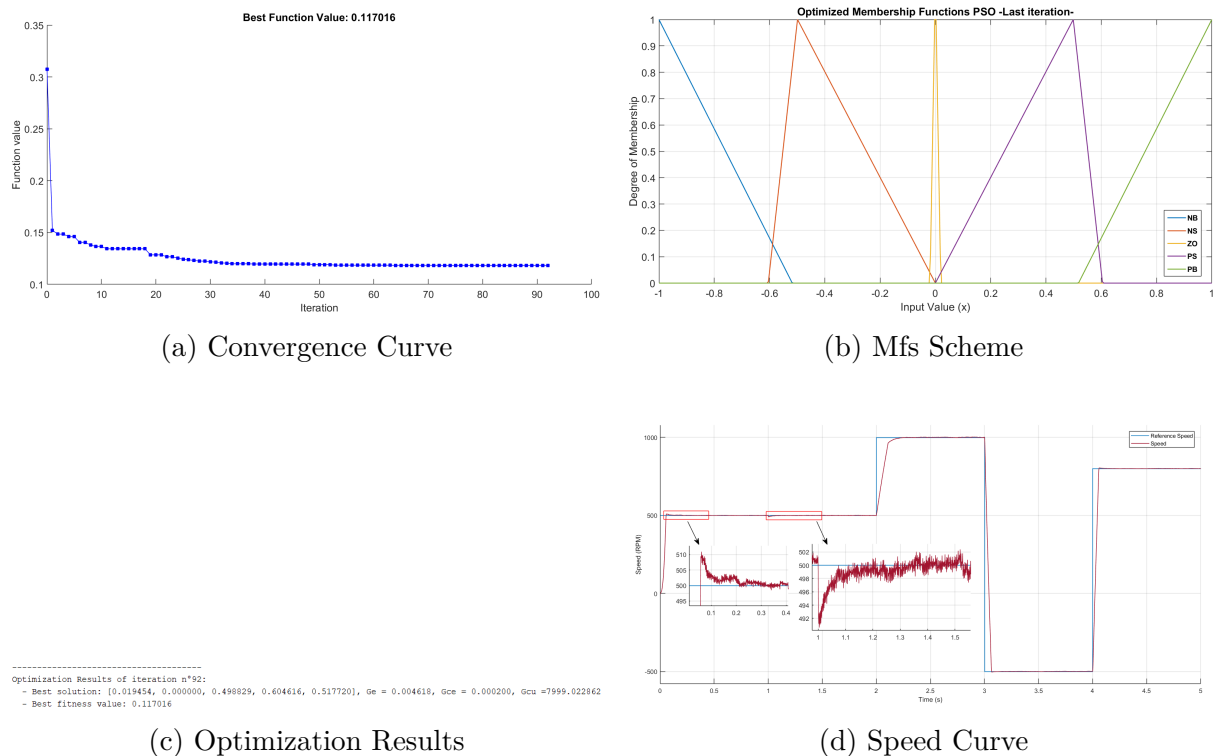 Best Function Value: 0.117016
0.35
0.3
0.25
0.2
0.15
0.1
Function value
0 10 20 30 40 50 60 70 80 90 100
Iteration
(a) Convergence Curve
Optimized Membership Functions PSO -Last iteration-
1
0.9
0.8
0.7
0.6
0.5
0.4
0.3
0.2
0.1
0
Degree of Membership
NB
NS
ZO
PS
PB
-1 -0.8 -0.6 -0.4 -0.2 0 0.2 0.4 0.6 0.8 1
Input Value (x)
(b) Mfs Scheme
--------------------------------------
Optimization Results of iteration n°92:
- Best solution: [0.019454, 0.000000, 0.498829, 0.604616, 0.517720], Ge = 0.004618, Gce = 0.000200, Gcu =7999.022862
- Best fitness value: 0.117016
(c) Optimization Results
1000
500
0
-500
Speed (RPM)
Reference Speed
Speed
510
505
500
495
0.1 0.2 0.3 0.4
502
500
498
496
494
492
1 1.1 1.2 1.3 1.4 1.5
0 0.5 1 1.5 2 2.5 3 3.5 4 4.5 5
Time (s)
(d) Speed Curve